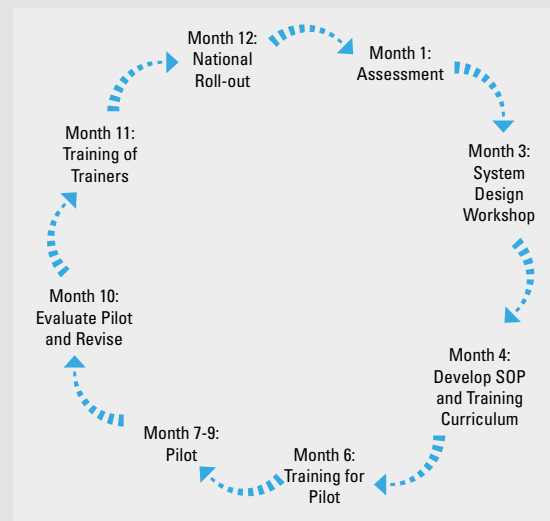 Month 12:
National
Roll-out
Month 1:
Assessment
Month 3:
System
Design
Workshop
Month 4:
Develop SOP
and Training
Curriculum
Month 6:
Training for
Pilot
Month 7-9:
Pilot
Month 10:
Evaluate Pilot
and Revise
Month 11:
Training of
Trainers